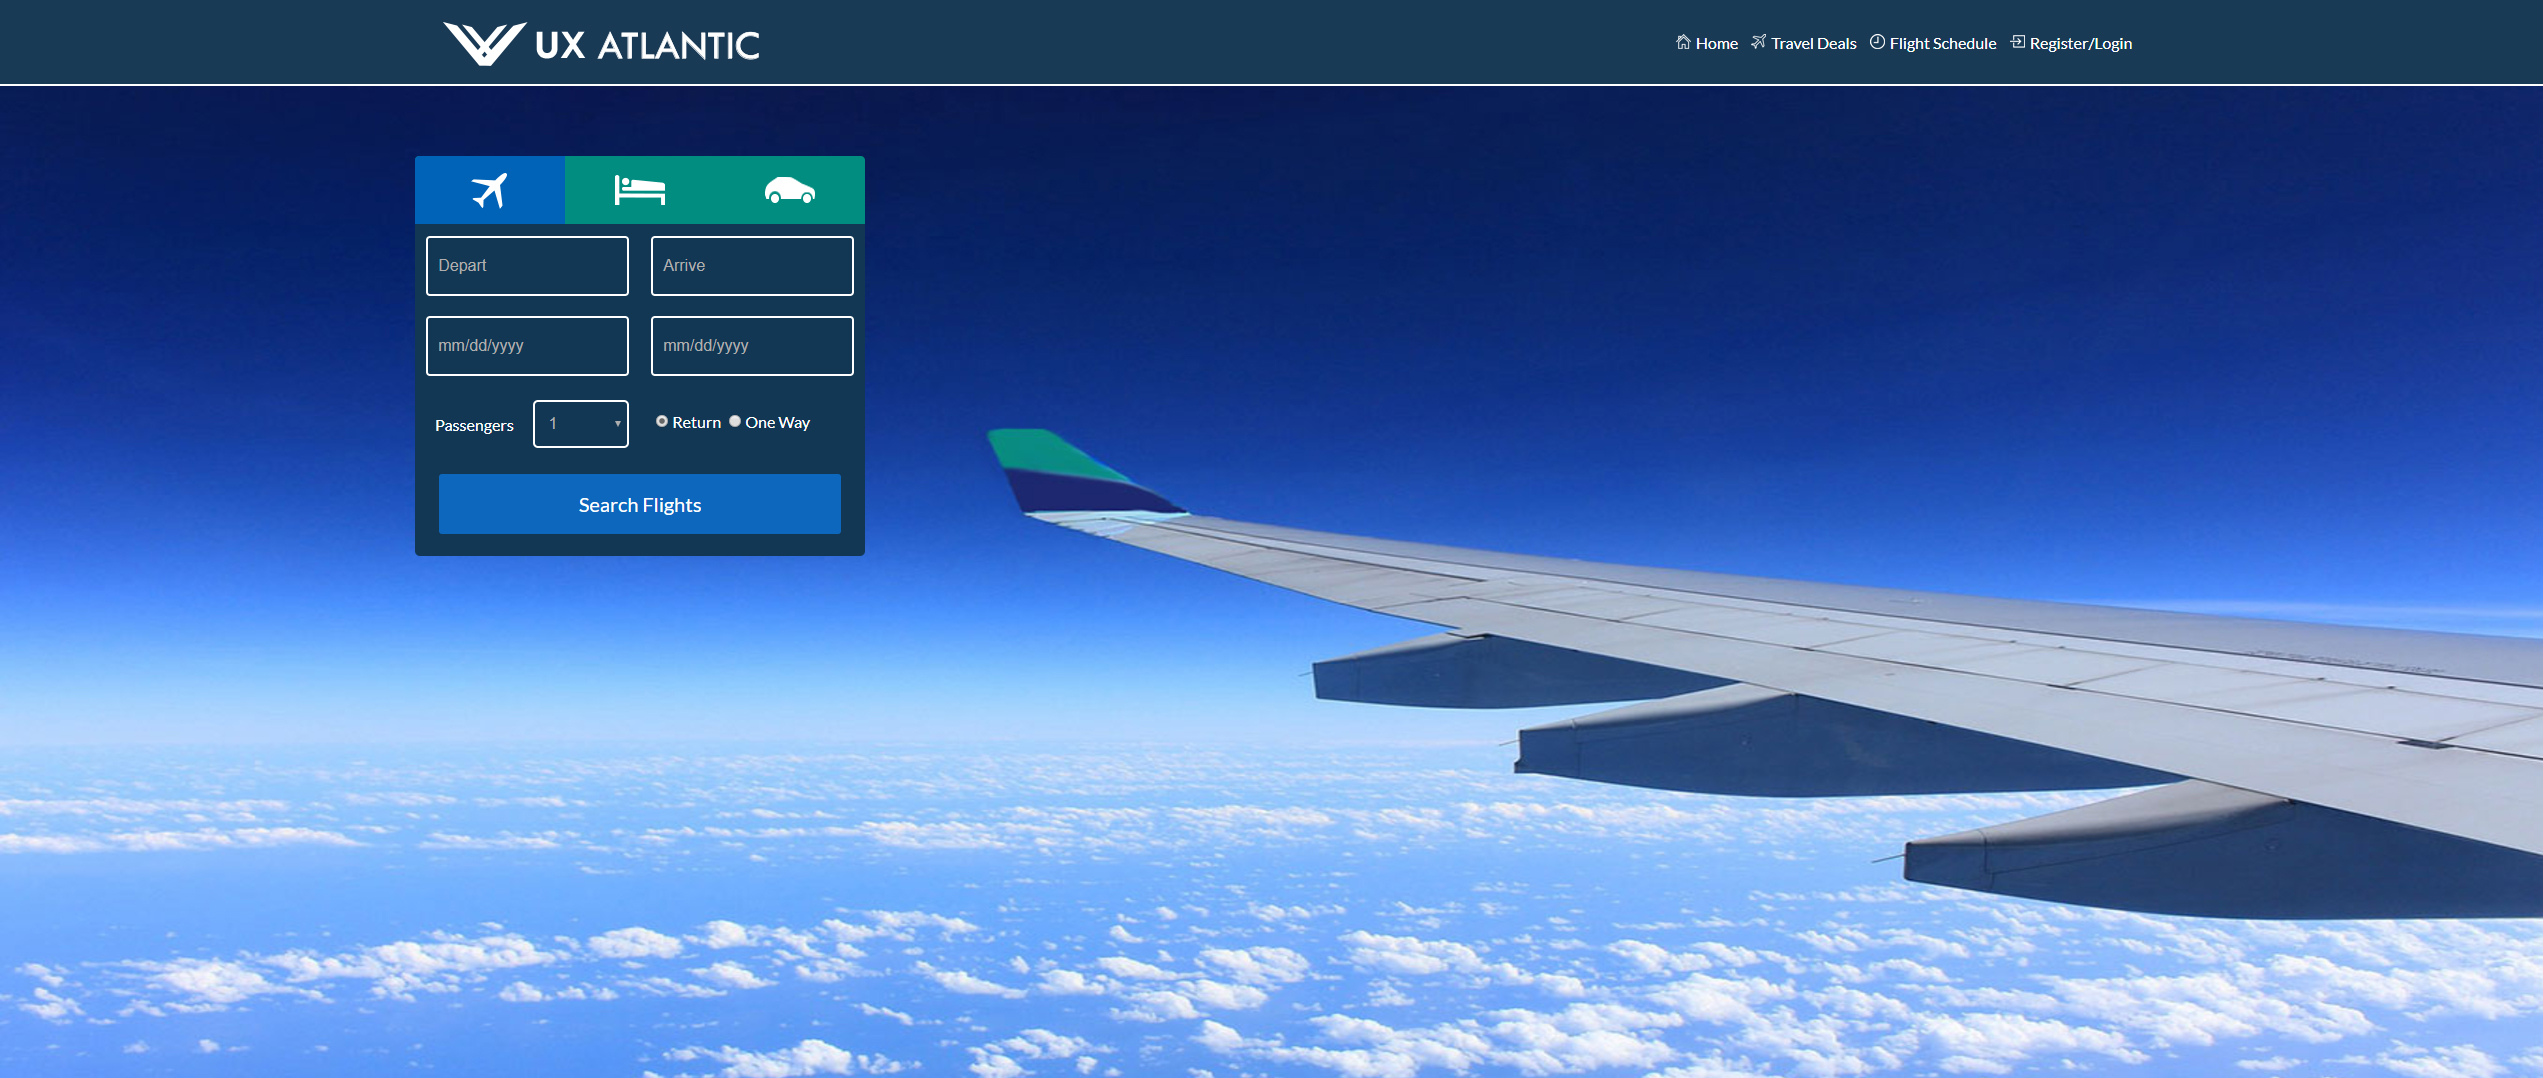 UX ATLANTIC
Home Travel Deals Flight Schedule Register/Login
Depart Arrive
mm/dd/yyyy mm/dd/yyyy
Passengers 1 Return One Way
Search Flights